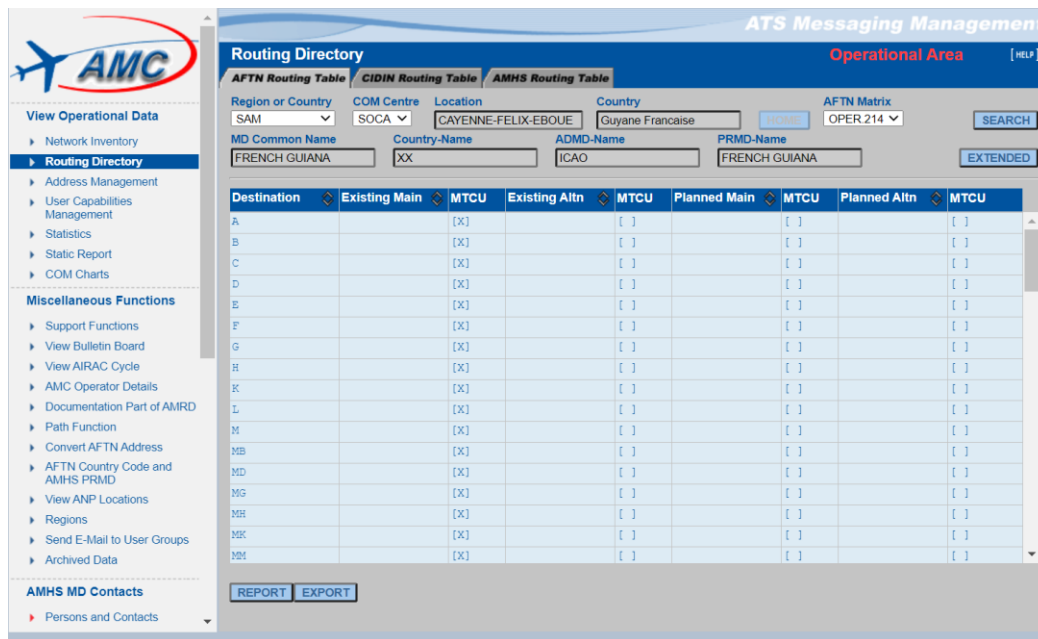 ATS Messaging Management
AMC
Routing Directory
Operational Area
[HELP]
AFTN Routing Table CIDIN Routing Table AMHS Routing Table
Region or Country COM Centre Location Country AFTN Matrix
SAM SOCA CAYENNE-FELIX-EBOUE Guyane Francaise HOME OPER.214 SEARCH
MD Common Name Country-Name ADMD-Name PRMD-Name
FRENCH GUIANA XX ICAO FRENCH GUIANA EXTENDED
View Operational Data
Network Inventory
Routing Directory
Address Management
User Capabilities
Management
Statistics
Static Report
COM Charts
Miscellaneous Functions
Support Functions
View Bulletin Board
View AIRAC Cycle
AMC Operator Details
Documentation Part of AMRD
Path Function
Convert AFTN Address
AFTN Country Code and
AMHS PRMD
View ANP Locations
Regions
Send E-Mail to User Groups
Archived Data
AMHS MD Contacts
Persons and Contacts
Destination Existing Main MTCU Existing Altn MTCU Planned Main MTCU Planned Altn MTCU
A [X] [ ] [ ] [ ]
B [X] [ ] [ ] [ ]
C [X] [ ] [ ] [ ]
D [X] [ ] [ ] [ ]
E [X] [ ] [ ] [ ]
F [X] [ ] [ ] [ ]
G [X] [ ] [ ] [ ]
H [X] [ ] [ ] [ ]
K [X] [ ] [ ] [ ]
L [X] [ ] [ ] [ ]
M [X] [ ] [ ] [ ]
MB [X] [ ] [ ] [ ]
MD [X] [ ] [ ] [ ]
MG [X] [ ] [ ] [ ]
MH [X] [ ] [ ] [ ]
MK [X] [ ] [ ] [ ]
MM [X] [ ] [ ] [ ]
REPORT EXPORT